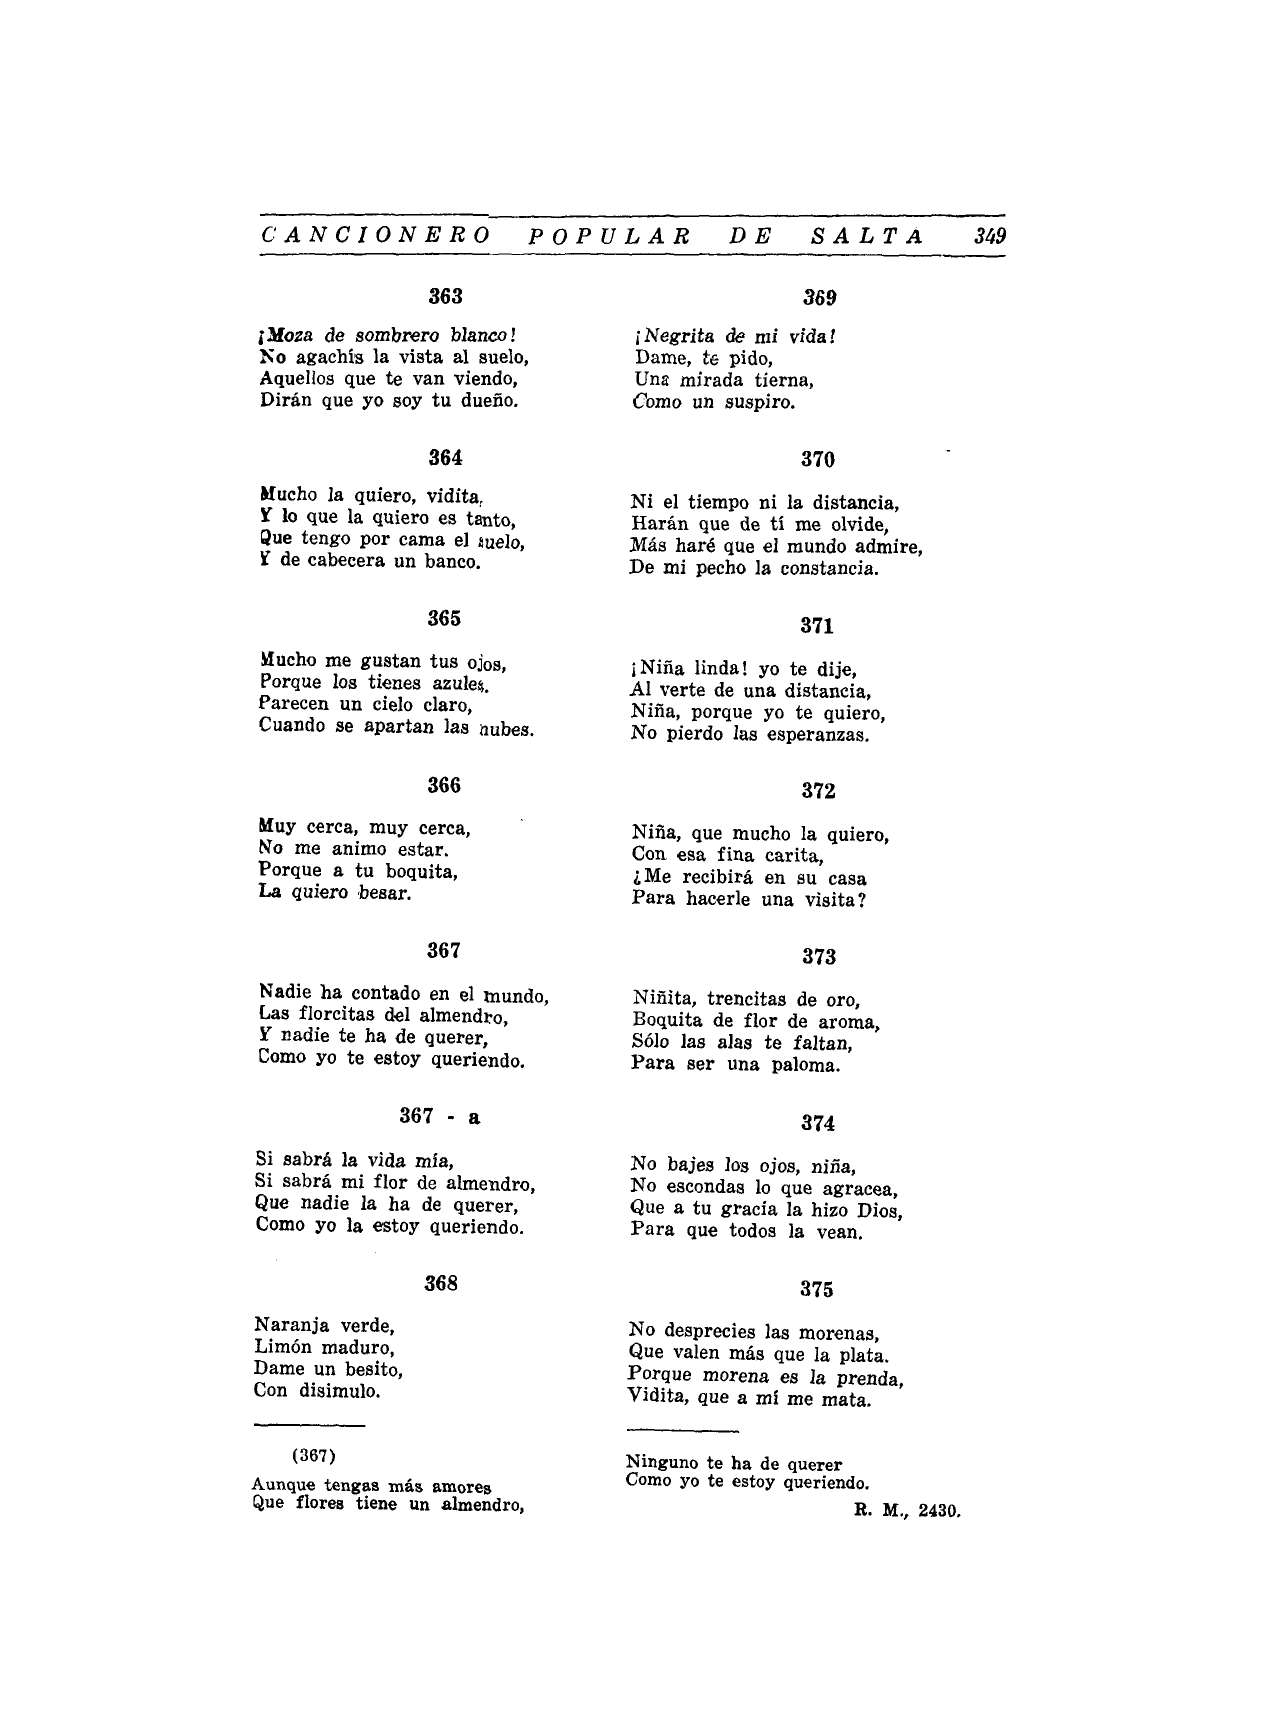 CANCIONERO POPULAR DE SALTA 349
363
¡Moza de sombrero blanco!
No agachís la vista al suelo,
Aquellos que te van viendo,
Dirán que yo soy tu dueño.
364
Mucho la quiero, vidita,
Y lo que la quiero es tanto,
Que tengo por cama el suelo,
Y de cabecera un banco.
365
Mucho me gustan tus ojos,
Porque los tienes azules.
Parecen un cielo claro,
Cuando se apartan las nubes.
366
Muy cerca, muy cerca,
No me animo estar.
Porque a tu boquita,
La quiero besar.
367
Nadie ha contado en el mundo,
Las florcitas del almendro,
Y nadie te ha de querer,
Como yo te estoy queriendo.
367 - a
Si sabrá la vida mía,
Si sabrá mi flor de almendro,
Que nadie la ha de querer,
Como yo la estoy queriendo.
368
Naranja verde,
Limón maduro,
Dame un besito,
Con disimulo.
369
¡Negrita de mi vida!
Dame, te pido,
Una mirada tierna,
Como un suspiro.
370
Ni el tiempo ni la distancia,
Harán que de tí me olvide,
Más haré que el mundo admire,
De mi pecho la constancia.
371
¡Niña linda! yo te dije,
Al verte de una distancia,
Niña, porque yo te quiero,
No pierdo las esperanzas.
372
Niña, que mucho la quiero,
Con esa fina carita,
¿Me recibirá en su casa
Para hacerle una visita?
373
Niñita, trencitas de oro,
Boquita de flor de aroma,
Sólo las alas te faltan,
Para ser una paloma.
374
No bajes los ojos, niña,
No escondas lo que agracea,
Que a tu gracia la hizo Dios,
Para que todos la vean.
375
No desprecies las morenas,
Que valen más que la plata.
Porque morena es la prenda,
Vidita, que a mí me mata.
(367)
Aunque tengas más amores
Que flores tiene un almendro,
Ninguno te ha de querer
Como yo te estoy queriendo.
R. M., 2430.